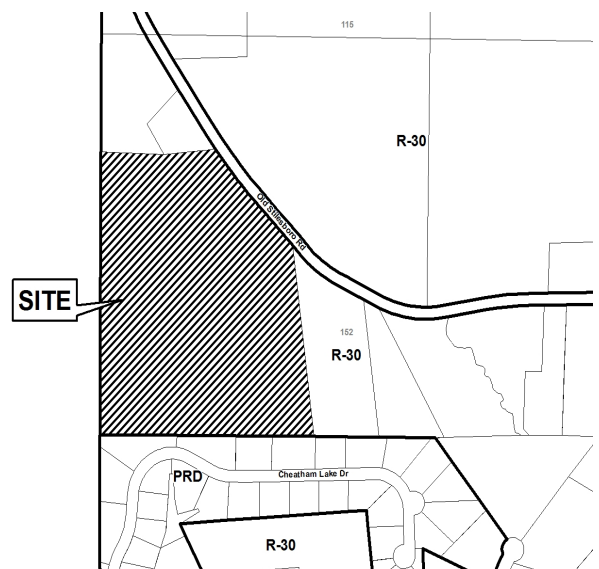 115
R-30
Old Stilesboro Rd
SITE
152
R-30
PRD
Cheatham Lake Dr
R-30